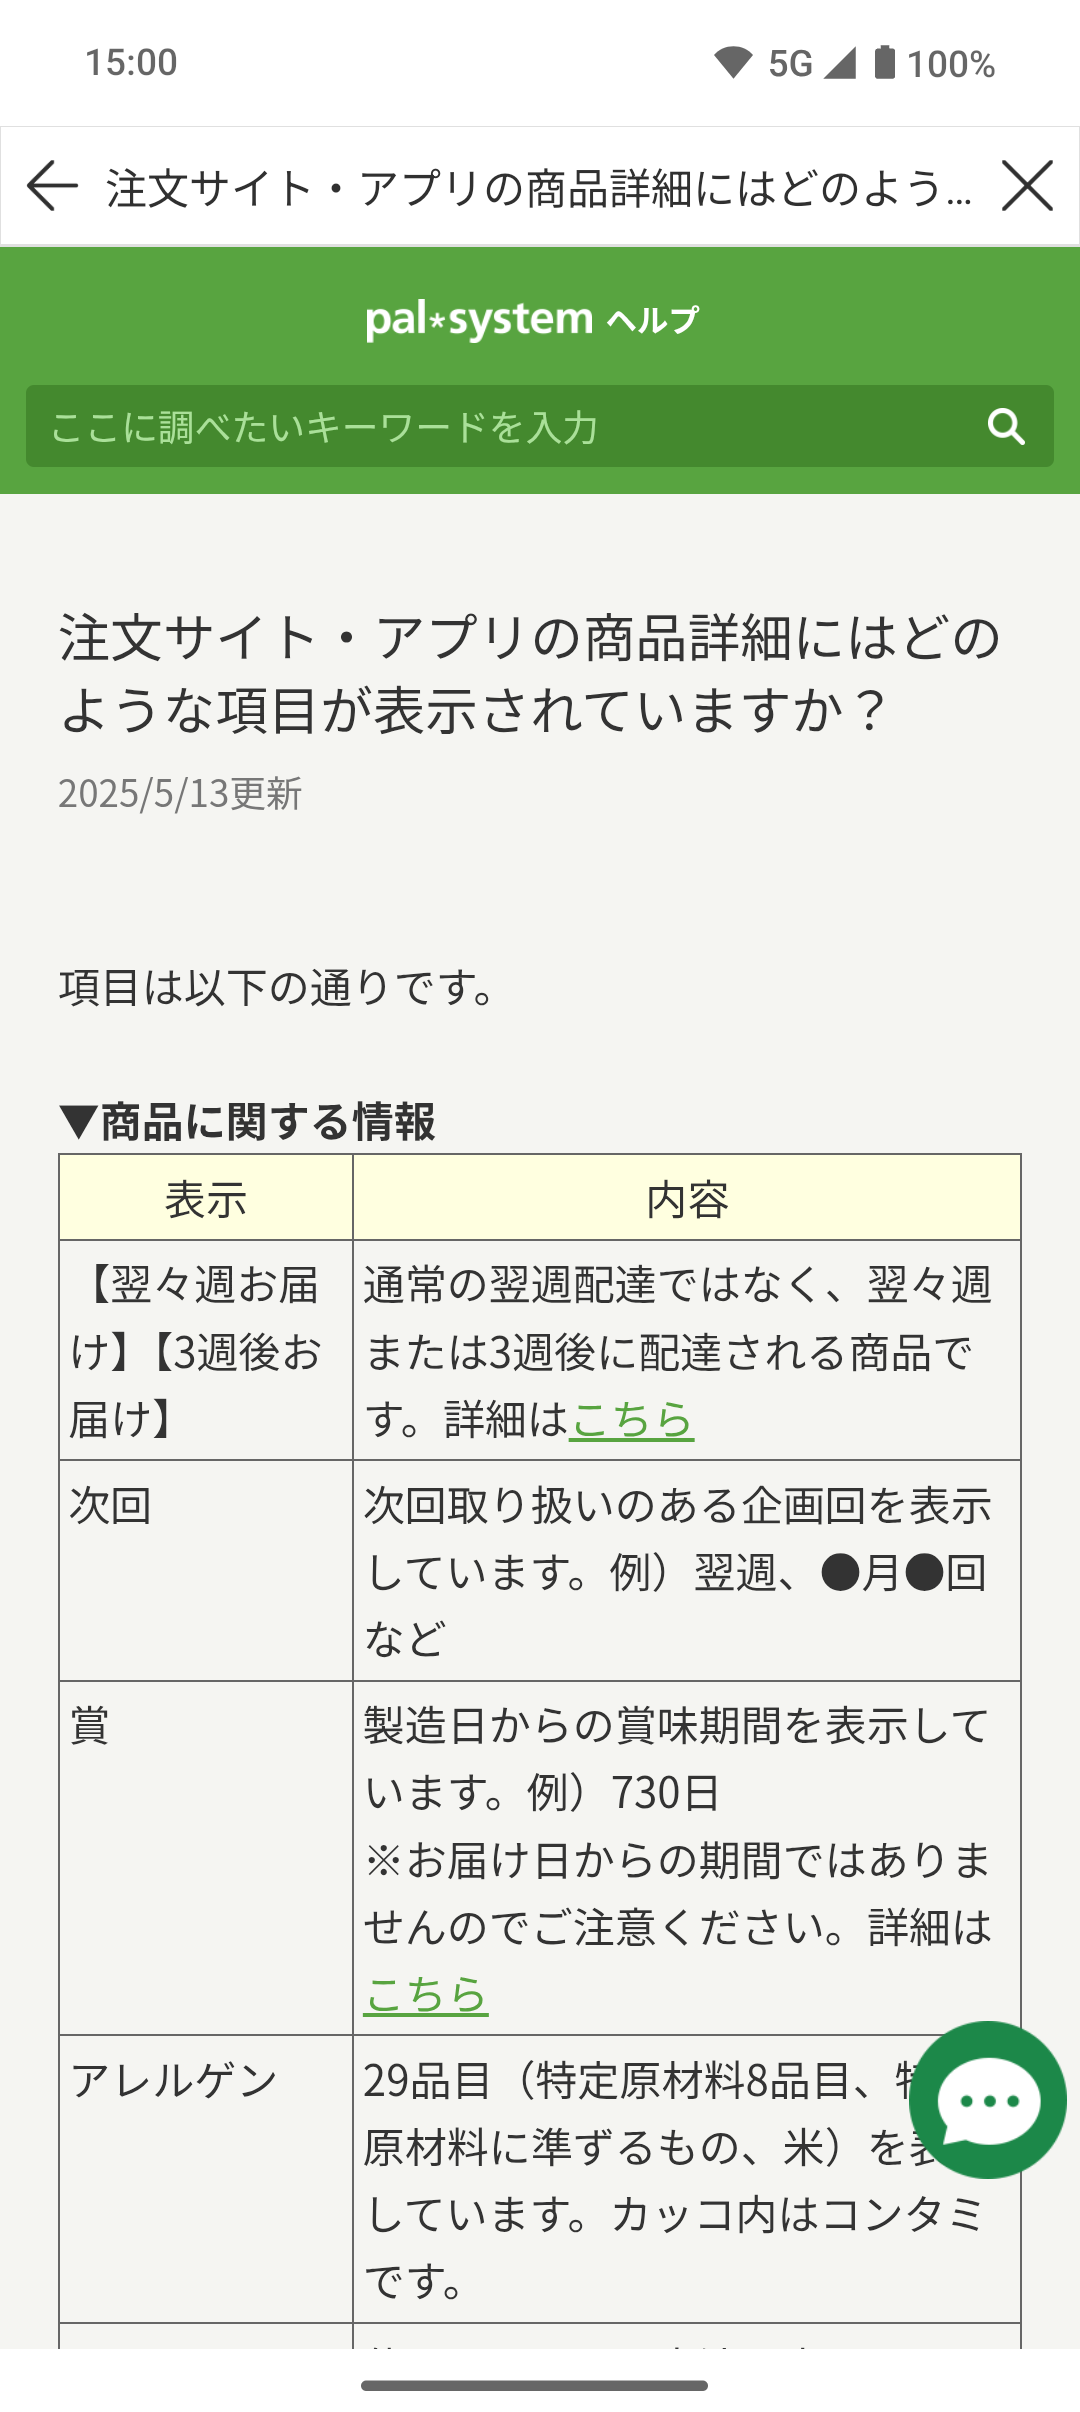 15:00
5G 100%
注文サイト・アプリの商品詳細にはどのよう...
pal*system ヘルプ
ここに調べたいキーワードを入力
注文サイト・アプリの商品詳細にはどの
ような項目が表示されていますか？
2025/5/13更新
項目は以下の通りです。
▼商品に関する情報
表示
内容
【翌々週お届
け】【3週後お
届け】
通常の翌週配達ではなく、翌々週
または3週後に配達される商品で
す。詳細はこちら
次回
次回取り扱いのある企画回を表示
しています。例）翌週、●月●回
など
賞
製造日からの賞味期間を表示して
います。例）730日
※お届け日からの期間ではありま
せんのでご注意ください。詳細は
こちら
アレルゲン
29品目（特定原材料8品目、
原材料に準ずるもの、米）を
しています。カッコ内はコンタミ
です。